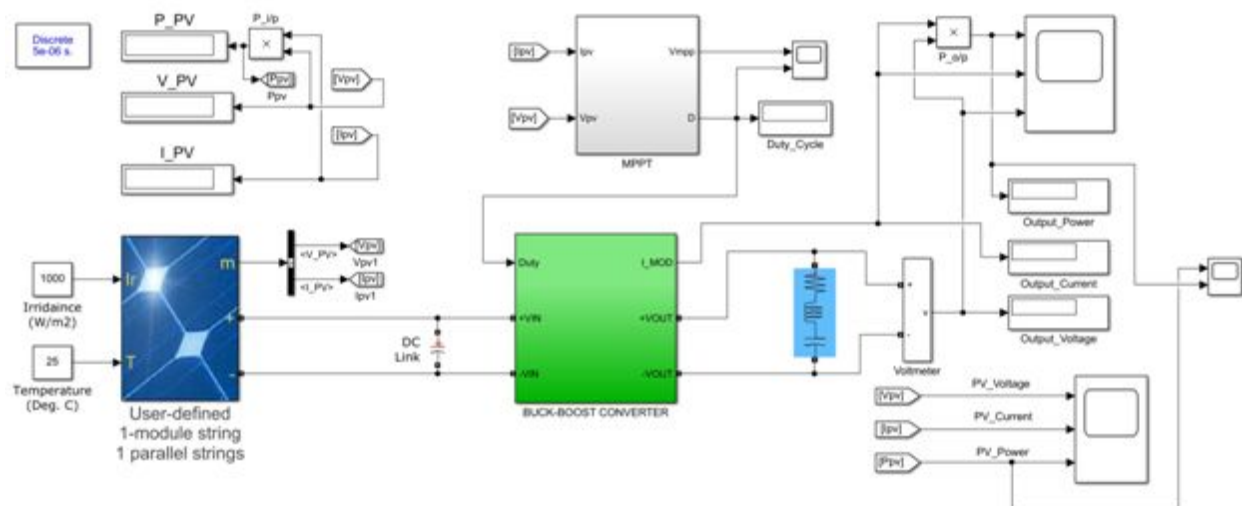 Discrete
5e-06 s.
P_PV
P_i/p
×
[Ppv]
Ppv
V_PV
[Vpv]
I_PV
[Ipv]
[Ipv]
Ipv
Vmpp
[Vpv]
Vpv
D
MPPT
Duty_Cycle
×
P_o/p
Output_Power
Output_Current
Output_Voltage
1000
Irridaince
(W/m2)
25
Temperature
(Deg. C)
Ir
T
m
+
-
User-defined
1-module string
1 parallel strings
<V_PV>
[Vpv]
Vpv1
<I_PV>
[Ipv]
Ipv1
DC
Link
Duty
I_MOD
+VIN
+VOUT
-VIN
-VOUT
BUCK-BOOST CONVERTER
+
-
v
Voltmeter
[Vpv]
PV_Voltage
[Ipv]
PV_Current
[Ppv]
PV_Power